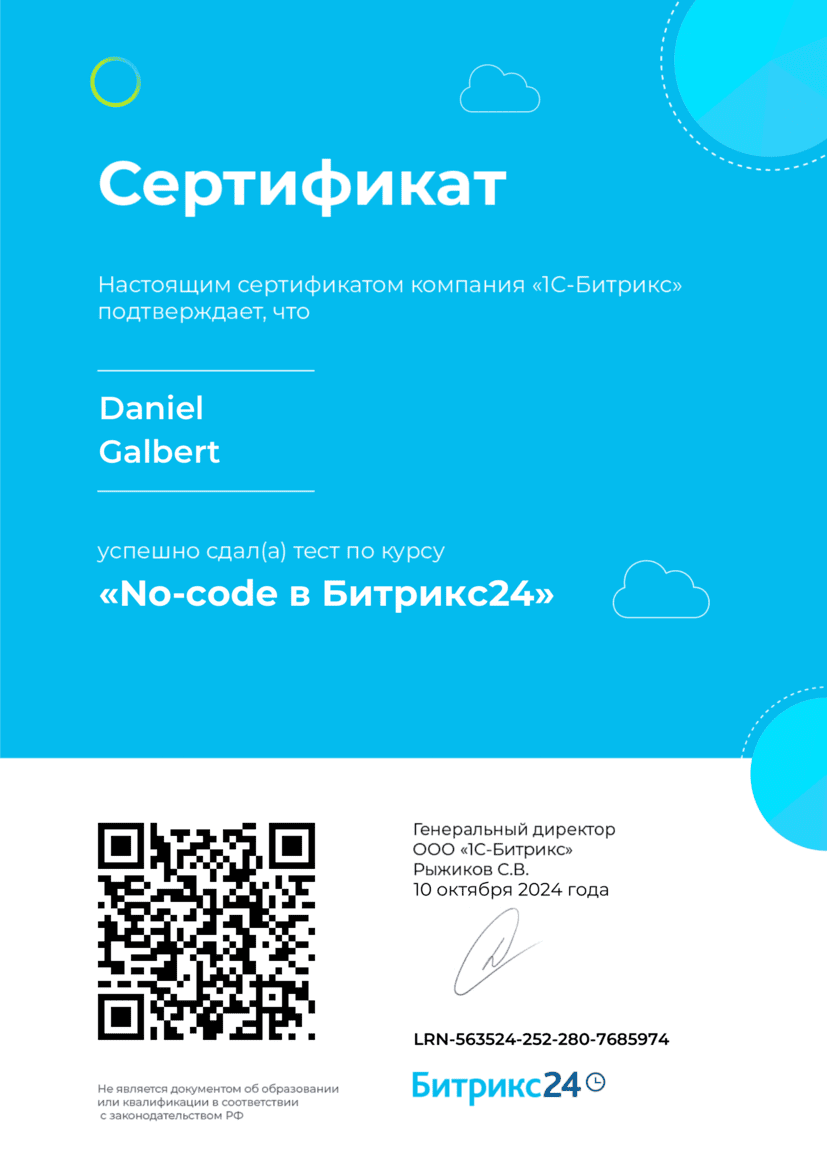 Сертификат
Настоящим сертификатом компания «1С-Битрикс»
подтверждает, что
Daniel
Galbert
успешно сдал(а) тест по курсу
«No-code в Битрикс24»
Генеральный директор
ООО «1С-Битрикс»
Рыжиков С.В.
10 октября 2024 года
LRN-563524-252-280-7685974
Не является документом об образовании
или квалификации в соответствии
с законодательством РФ
Битрикс24